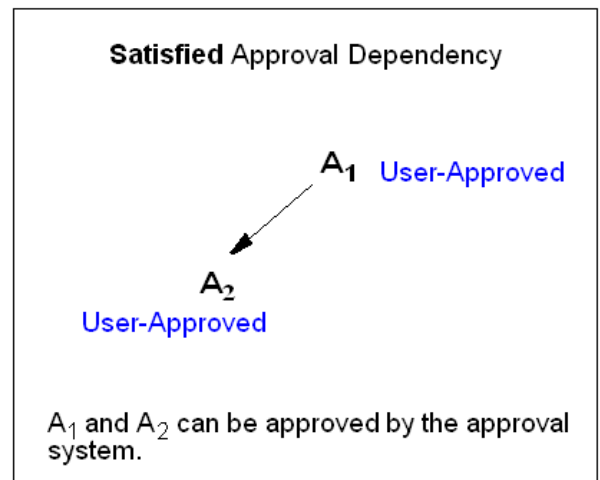 Satisfied Approval Dependency
A₁ User-Approved
A₂
User-Approved
A₁ and A₂ can be approved by the approval
system.